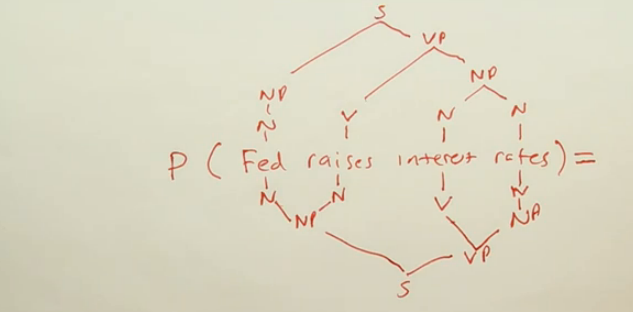 S
VP
NP NP
N V N N
P ( Fed raises interest rates ) =
N N V N
NP NP
VP
S